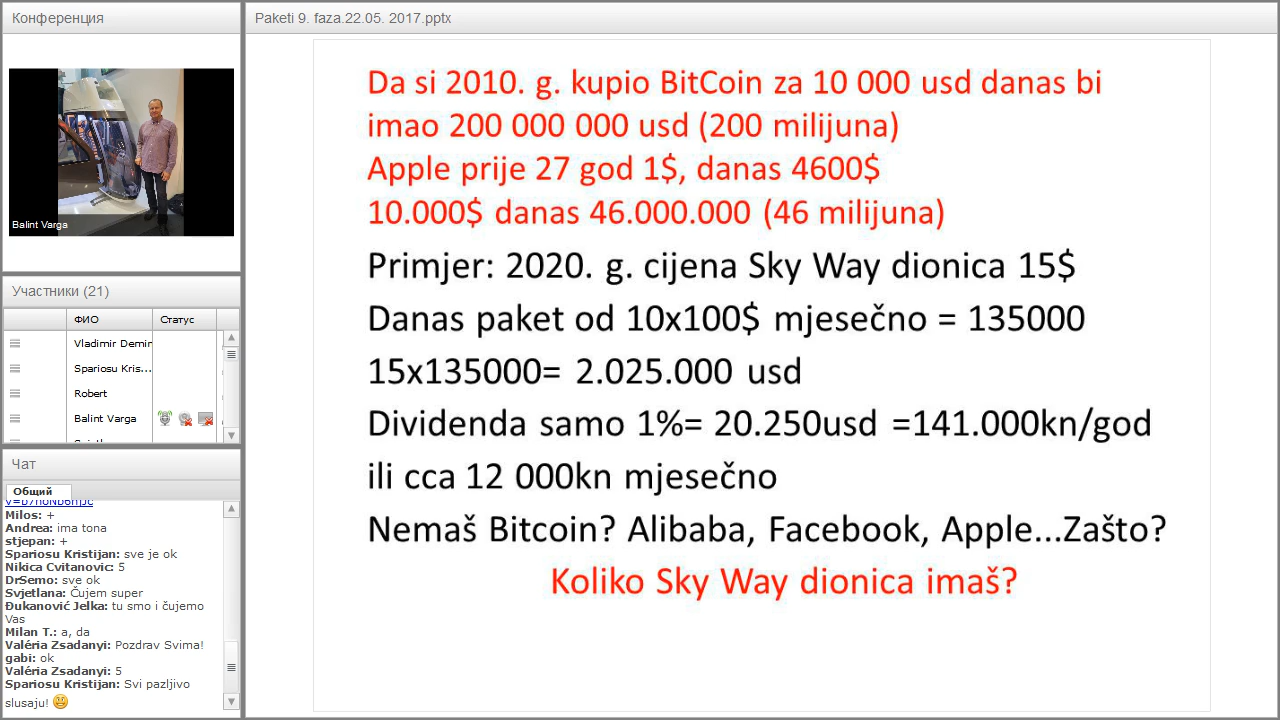 Конференция
Balint Varga
Участники (21)
ФИО Статус
Vladimir Demir
Spariosu Kris...
Robert
Balint Varga
Чат
Общий
Milos: +
Andrea: ima tona
stjepan: +
Spariosu Kristijan: sve je ok
Nikica Cvitanovic: 5
DrSemo: sve ok
Svjetlana: Čujem super
Đukanović Jelka: tu smo i čujemo
Vas
Milan T.: a, da
Valéria Zsadanyi: Pozdrav Svima!
gabi: ok
Valéria Zsadanyi: 5
Spariosu Kristijan: Svi pazljivo
slusaju!
Paketi 9. faza.22.05. 2017.pptx
Da si 2010. g. kupio BitCoin za 10 000 usd danas bi
imao 200 000 000 usd (200 milijuna)
Apple prije 27 god 1$, danas 4600$
10.000$ danas 46.000.000 (46 milijuna)
Primjer: 2020. g. cijena Sky Way dionica 15$
Danas paket od 10x100$ mjesečno = 135000
15x135000= 2.025.000 usd
Dividenda samo 1%= 20.250usd =141.000kn/god
ili cca 12 000kn mjesečno
Nemaš Bitcoin? Alibaba, Facebook, Apple...Zašto?
Koliko Sky Way dionica imaš?